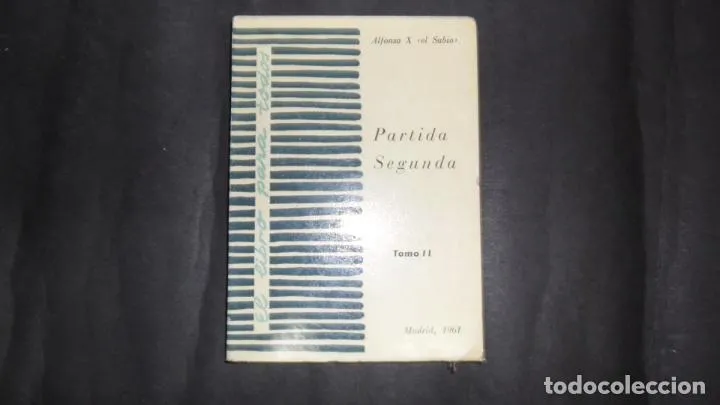 Alfonso X «el Sabio».
Partida
Segunda
Tomo II
Madrid, 1961
el libro para todos
todocoleccion